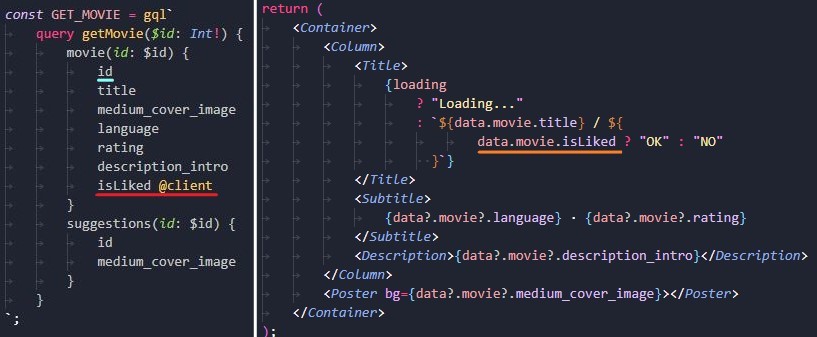 const GET_MOVIE = gql`
query getMovie($id: Int!) {
movie(id: $id) {
id
title
medium_cover_image
language
rating
description_intro
isLiked @client
}
suggestions(id: $id) {
id
medium_cover_image
}
}
`;
return (
<Container>
<Column>
<Title>
{loading
? "Loading..."
: `${data.movie.title} / ${
data.movie.isLiked ? "OK" : "NO"
}`}
</Title>
<Subtitle>
{data?.movie?.language} · {data?.movie?.rating}
</Subtitle>
<Description>{data?.movie?.description_intro}</Description>
</Column>
<Poster bg={data?.movie?.medium_cover_image}></Poster>
</Container>
);